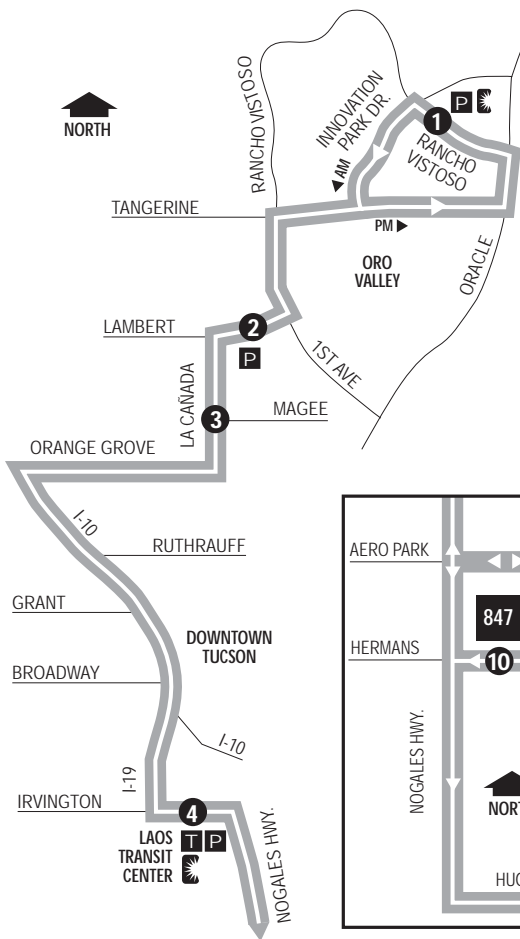 NORTH
RANCHO VISTOSO
INNOVATION
PARK DR.
1
P
RANCHO
VISTOSO
AM
TANGERINE
PM
ORO
VALLEY
ORACLE
LAMBERT
2
P
1ST AVE
LA CAÑADA
3
MAGEE
ORANGE GROVE
I-10
RUTHRAUFF
GRANT
DOWNTOWN
TUCSON
BROADWAY
I-10
I-19
IRVINGTON
4
LAOS
TRANSIT
CENTER
T P
NOGALES HWY.
AERO PARK
847
HERMANS
10
NOGALES HWY.
NORT
HUG